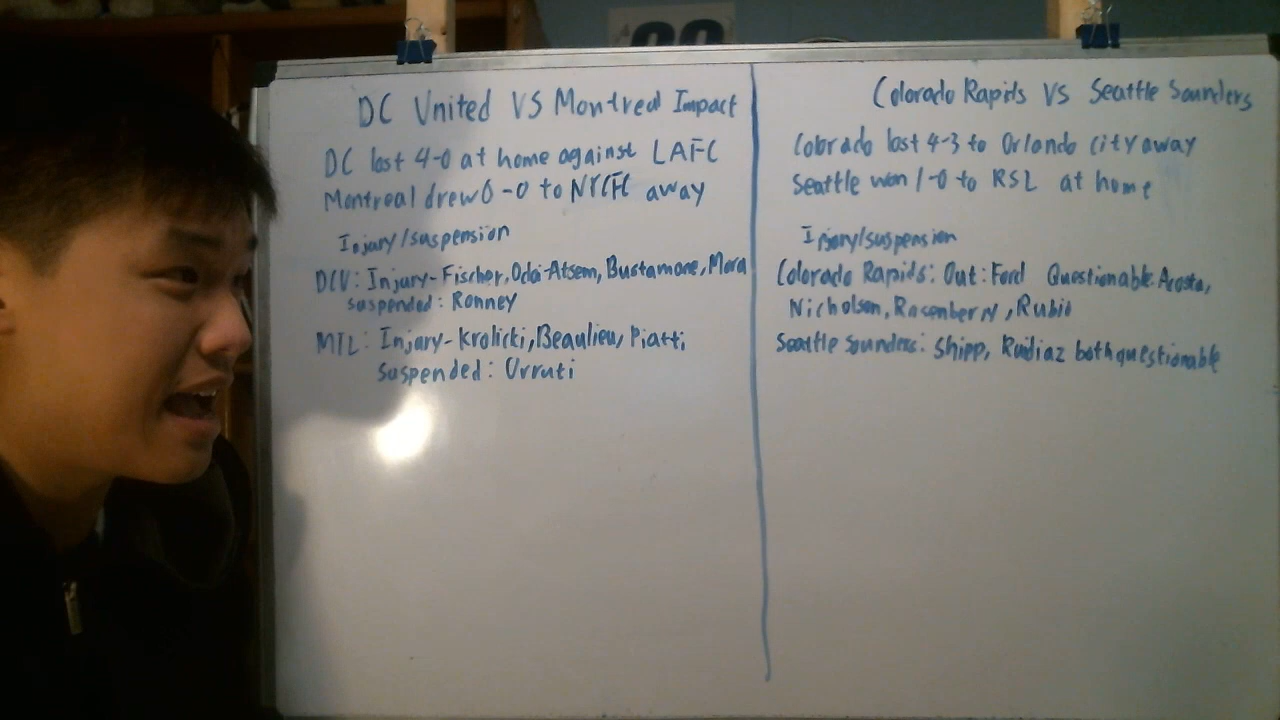 DC United VS Montreal Impact
DC lost 4-0 at home against LAFC
Montreal drew 0-0 to NYCFC away
Injury/suspension
DCU: Injury-Fischer, Odoi-Atsem, Bustamone, Mora
suspended: Ronney
MTL: Injury-Krolicki, Beaulieu, Piatti
suspended: Urruti
Colorado Rapids VS Seattle Sounders
Colorado lost 4-3 to Orlando city away
Seattle won 1-0 to RSL at home
Injury/suspension
Colorado Rapids: Out: Ford Questionable: Acosta,
Nicholson, Rosenberry, Rubio
Seattle Sounders: Shipp, Ruidiaz both questionable